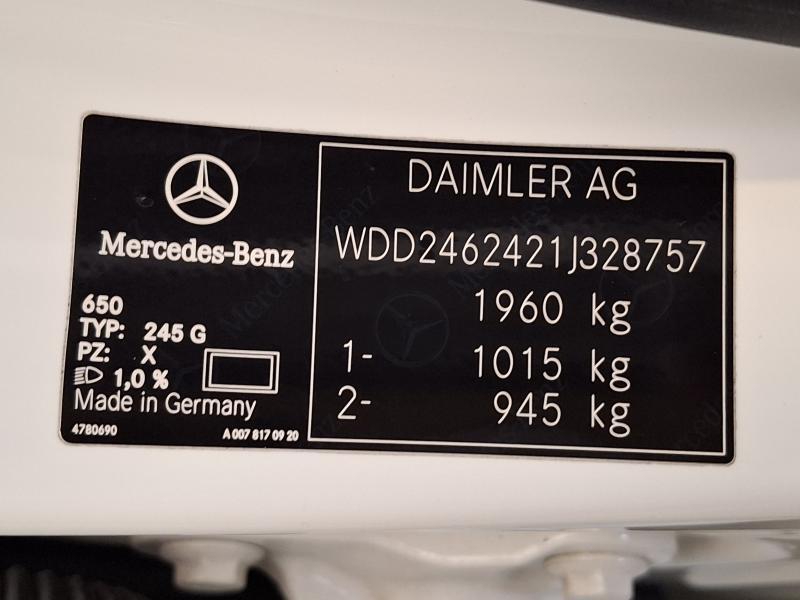 Mercedes-Benz
650
TYP: 245 G
PZ: X
1,0 %
Made in Germany
4780690 A 007 817 09 20
DAIMLER AG
WDD2462421J328757
1960 kg
1- 1015 kg
2- 945 kg